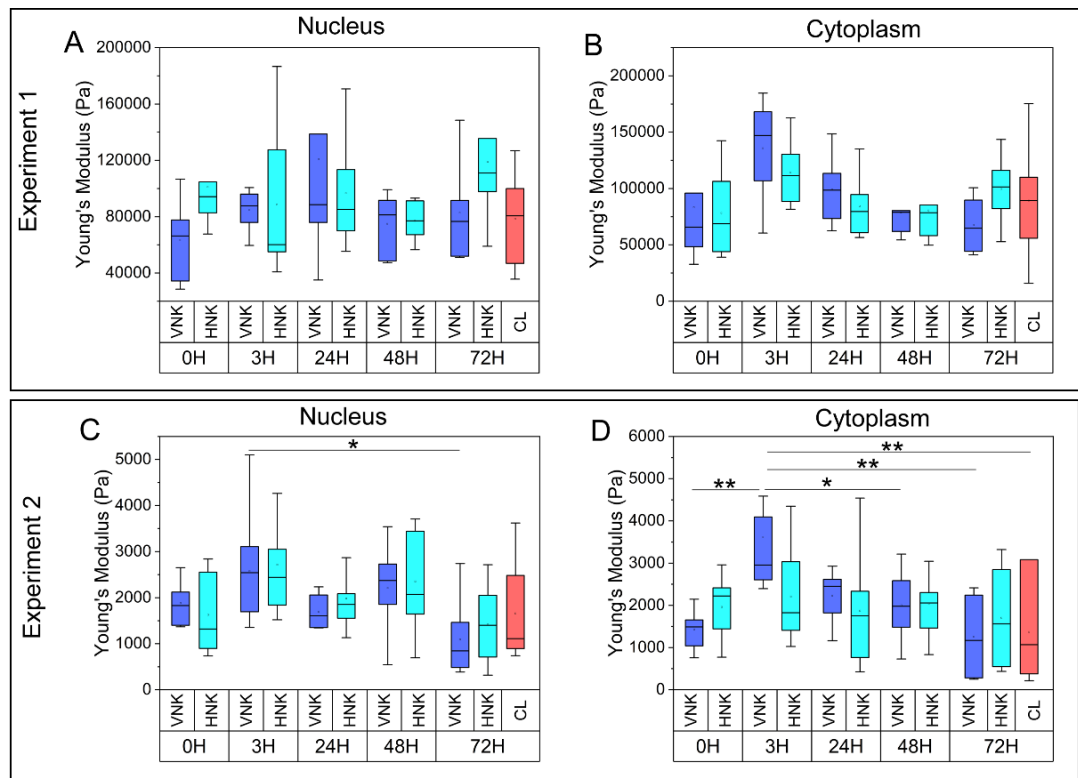 Experiment 1
A
Nucleus
Young's Modulus (Pa)
200000
160000
120000
80000
40000
VNK HNK VNK HNK VNK HNK VNK HNK VNK HNK CL
0H 3H 24H 48H 72H
B
Cytoplasm
Young's Modulus (Pa)
200000
150000
100000
50000
0
VNK HNK VNK HNK VNK HNK VNK HNK VNK HNK CL
0H 3H 24H 48H 72H
Experiment 2
C
Nucleus
Young's Modulus (Pa)
5000
4000
3000
2000
1000
0
*
VNK HNK VNK HNK VNK HNK VNK HNK VNK HNK CL
0H 3H 24H 48H 72H
D
Cytoplasm
Young's Modulus (Pa)
6000
5000
4000
3000
2000
1000
0
**
**
** *
VNK HNK VNK HNK VNK HNK VNK HNK VNK HNK CL
0H 3H 24H 48H 72H